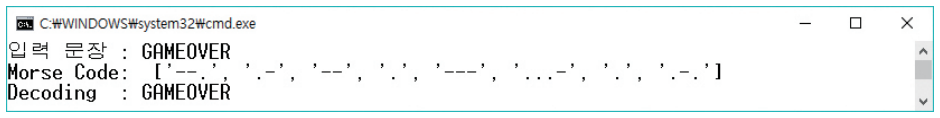 C:₩WINDOWS₩system32₩cmd.exe
입력 문장 : GAMEOVER
Morse Code:  ['--.', '.-', '--', '.', '---', '...-', '.', '.-.']
Decoding  : GAMEOVER